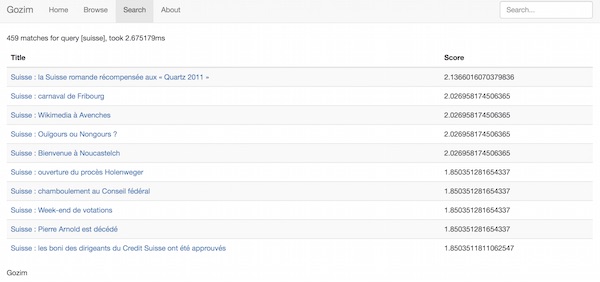 Gozim Home Browse Search About Search...
459 matches for query [suisse], took 2.675179ms
Title Score
Suisse : la Suisse romande récompensée aux « Quartz 2011 » 2.1366016070379836
Suisse : carnaval de Fribourg 2.026958174506365
Suisse : Wikimedia à Avenches 2.026958174506365
Suisse : Ouïgours ou Nongours ? 2.026958174506365
Suisse : Bienvenue à Noucastelch 2.026958174506365
Suisse : ouverture du procès Holenweger 1.850351281654337
Suisse : chamboulement au Conseil fédéral 1.850351281654337
Suisse : Week-end de votations 1.850351281654337
Suisse : Pierre Arnold est décédé 1.850351281654337
Suisse : les boni des dirigeants du Credit Suisse ont été approuvés 1.8503511811062547
Gozim